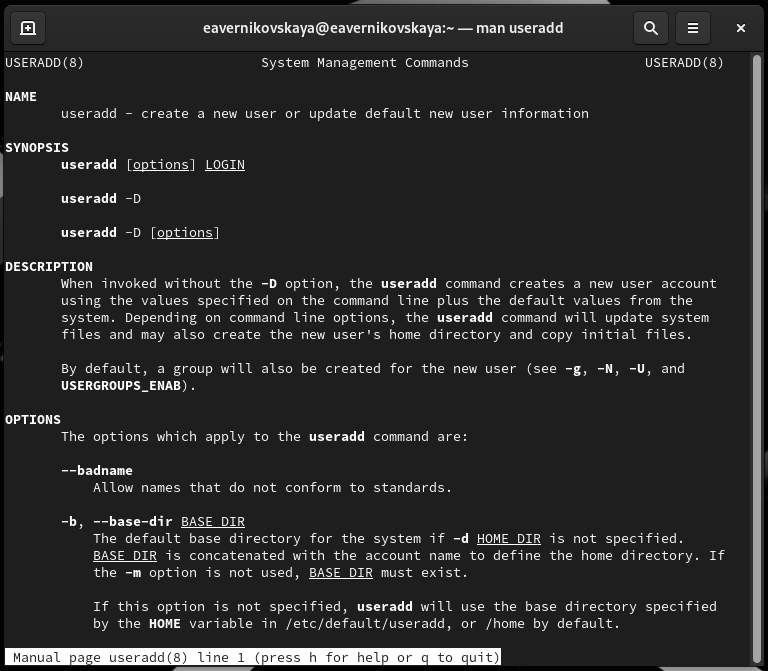 eavernikovskaya@eavernikovskaya:~ — man useradd
USERADD(8) System Management Commands USERADD(8)
NAME
useradd - create a new user or update default new user information
SYNOPSIS
useradd [options] LOGIN
useradd -D
useradd -D [options]
DESCRIPTION
When invoked without the -D option, the useradd command creates a new user account
using the values specified on the command line plus the default values from the
system. Depending on command line options, the useradd command will update system
files and may also create the new user's home directory and copy initial files.
By default, a group will also be created for the new user (see -g, -N, -U, and
USERGROUPS_ENAB).
OPTIONS
The options which apply to the useradd command are:
--badname
Allow names that do not conform to standards.
-b, --base-dir BASE_DIR
The default base directory for the system if -d HOME_DIR is not specified.
BASE_DIR is concatenated with the account name to define the home directory. If
the -m option is not used, BASE_DIR must exist.
If this option is not specified, useradd will use the base directory specified
by the HOME variable in /etc/default/useradd, or /home by default.
Manual page useradd(8) line 1 (press h for help or q to quit)